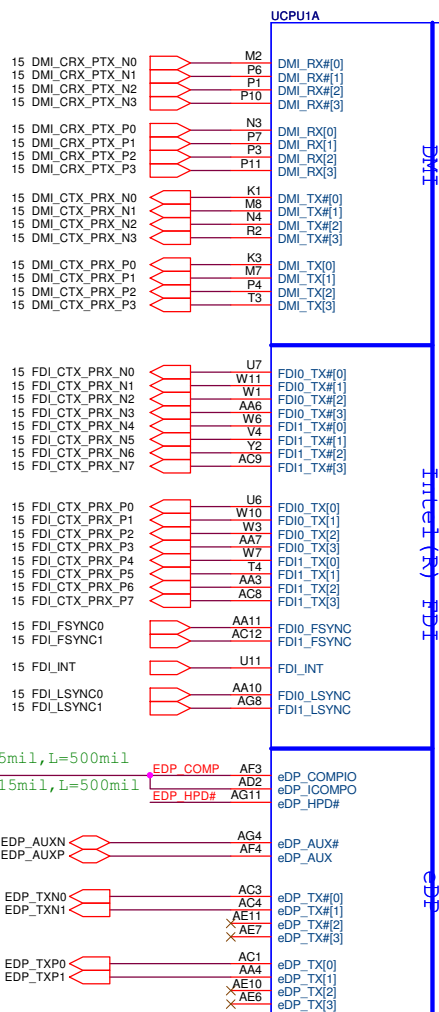 UCPU1A
15 DMI_CRX_PTX_N0 M2 DMI_RX#[0]
15 DMI_CRX_PTX_N1 P6 DMI_RX#[1]
15 DMI_CRX_PTX_N2 P1 DMI_RX#[2]
15 DMI_CRX_PTX_N3 P10 DMI_RX#[3]
15 DMI_CRX_PTX_P0 N3 DMI_RX[0]
15 DMI_CRX_PTX_P1 P7 DMI_RX[1]
15 DMI_CRX_PTX_P2 P3 DMI_RX[2]
15 DMI_CRX_PTX_P3 P11 DMI_RX[3]
DMI
15 DMI_CTX_PRX_N0 K1 DMI_TX#[0]
15 DMI_CTX_PRX_N1 M8 DMI_TX#[1]
15 DMI_CTX_PRX_N2 N4 DMI_TX#[2]
15 DMI_CTX_PRX_N3 R2 DMI_TX#[3]
15 DMI_CTX_PRX_P0 K3 DMI_TX[0]
15 DMI_CTX_PRX_P1 M7 DMI_TX[1]
15 DMI_CTX_PRX_P2 P4 DMI_TX[2]
15 DMI_CTX_PRX_P3 T3 DMI_TX[3]
15 FDI_CTX_PRX_N0 U7 FDI0_TX#[0]
15 FDI_CTX_PRX_N1 W11 FDI0_TX#[1]
15 FDI_CTX_PRX_N2 W1 FDI0_TX#[2]
15 FDI_CTX_PRX_N3 AA6 FDI0_TX#[3]
15 FDI_CTX_PRX_N4 W6 FDI1_TX#[0]
15 FDI_CTX_PRX_N5 V4 FDI1_TX#[1]
15 FDI_CTX_PRX_N6 Y2 FDI1_TX#[2]
15 FDI_CTX_PRX_N7 AC9 FDI1_TX#[3]
Intel(R) FDI
15 FDI_CTX_PRX_P0 U6 FDI0_TX[0]
15 FDI_CTX_PRX_P1 W10 FDI0_TX[1]
15 FDI_CTX_PRX_P2 W3 FDI0_TX[2]
15 FDI_CTX_PRX_P3 AA7 FDI0_TX[3]
15 FDI_CTX_PRX_P4 W7 FDI1_TX[0]
15 FDI_CTX_PRX_P5 T4 FDI1_TX[1]
15 FDI_CTX_PRX_P6 AA3 FDI1_TX[2]
15 FDI_CTX_PRX_P7 AC8 FDI1_TX[3]
15 FDI_FSYNC0 AA11 FDI0_FSYNC
15 FDI_FSYNC1 AC12 FDI1_FSYNC
15 FDI_INT U11 FDI_INT
15 FDI_LSYNC0 AA10 FDI0_LSYNC
15 FDI_LSYNC1 AG8 FDI1_LSYNC
5mil,L=500mil
EDP_COMP AF3 eDP_COMPIO
15mil,L=500mil AD2 eDP_ICOMPO
EDP_HPD# AG11 eDP_HPD#
EDP_AUXN AG4 eDP_AUX#
EDP_AUXP AF4 eDP_AUX
eDP
EDP_TXN0 AC3 eDP_TX#[0]
EDP_TXN1 AC4 eDP_TX#[1]
AE11 eDP_TX#[2]
AE7 eDP_TX#[3]
EDP_TXP0 AC1 eDP_TX[0]
EDP_TXP1 AA4 eDP_TX[1]
AE10 eDP_TX[2]
AE6 eDP_TX[3]